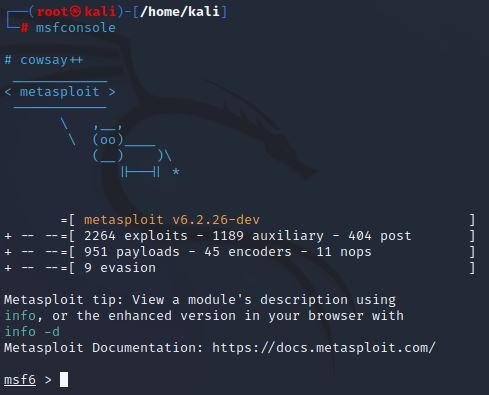 ┌──(root㉿kali)-[/home/kali]
└─# msfconsole
# cowsay++
 ____________
< metasploit >
 ------------
       \   ,__,
        \  (oo)____
           (__)    )\
              ||--|| *
       =[ metasploit v6.2.26-dev                          ]
+ -- --=[ 2264 exploits - 1189 auxiliary - 404 post       ]
+ -- --=[ 951 payloads - 45 encoders - 11 nops            ]
+ -- --=[ 9 evasion                                       ]
Metasploit tip: View a module's description using
info, or the enhanced version in your browser with
info -d
Metasploit Documentation: https://docs.metasploit.com/
msf6 >